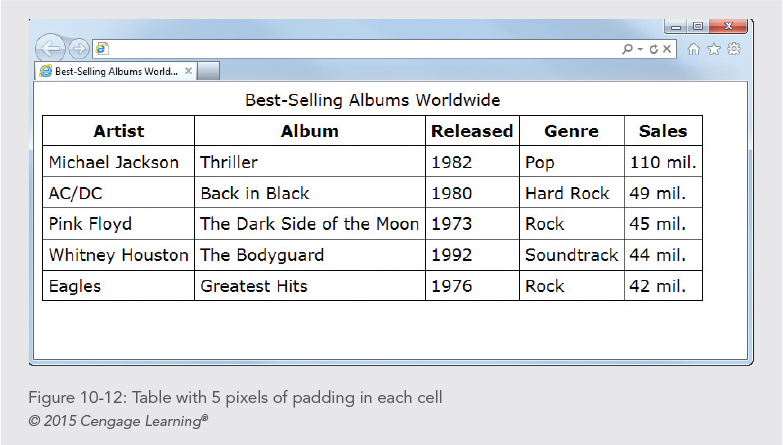 Best-Selling Albums World...
Best-Selling Albums Worldwide
Artist Album Released Genre Sales
Michael Jackson Thriller 1982 Pop 110 mil.
AC/DC Back in Black 1980 Hard Rock 49 mil.
Pink Floyd The Dark Side of the Moon 1973 Rock 45 mil.
Whitney Houston The Bodyguard 1992 Soundtrack 44 mil.
Eagles Greatest Hits 1976 Rock 42 mil.
Figure 10-12: Table with 5 pixels of padding in each cell
© 2015 Cengage Learning®